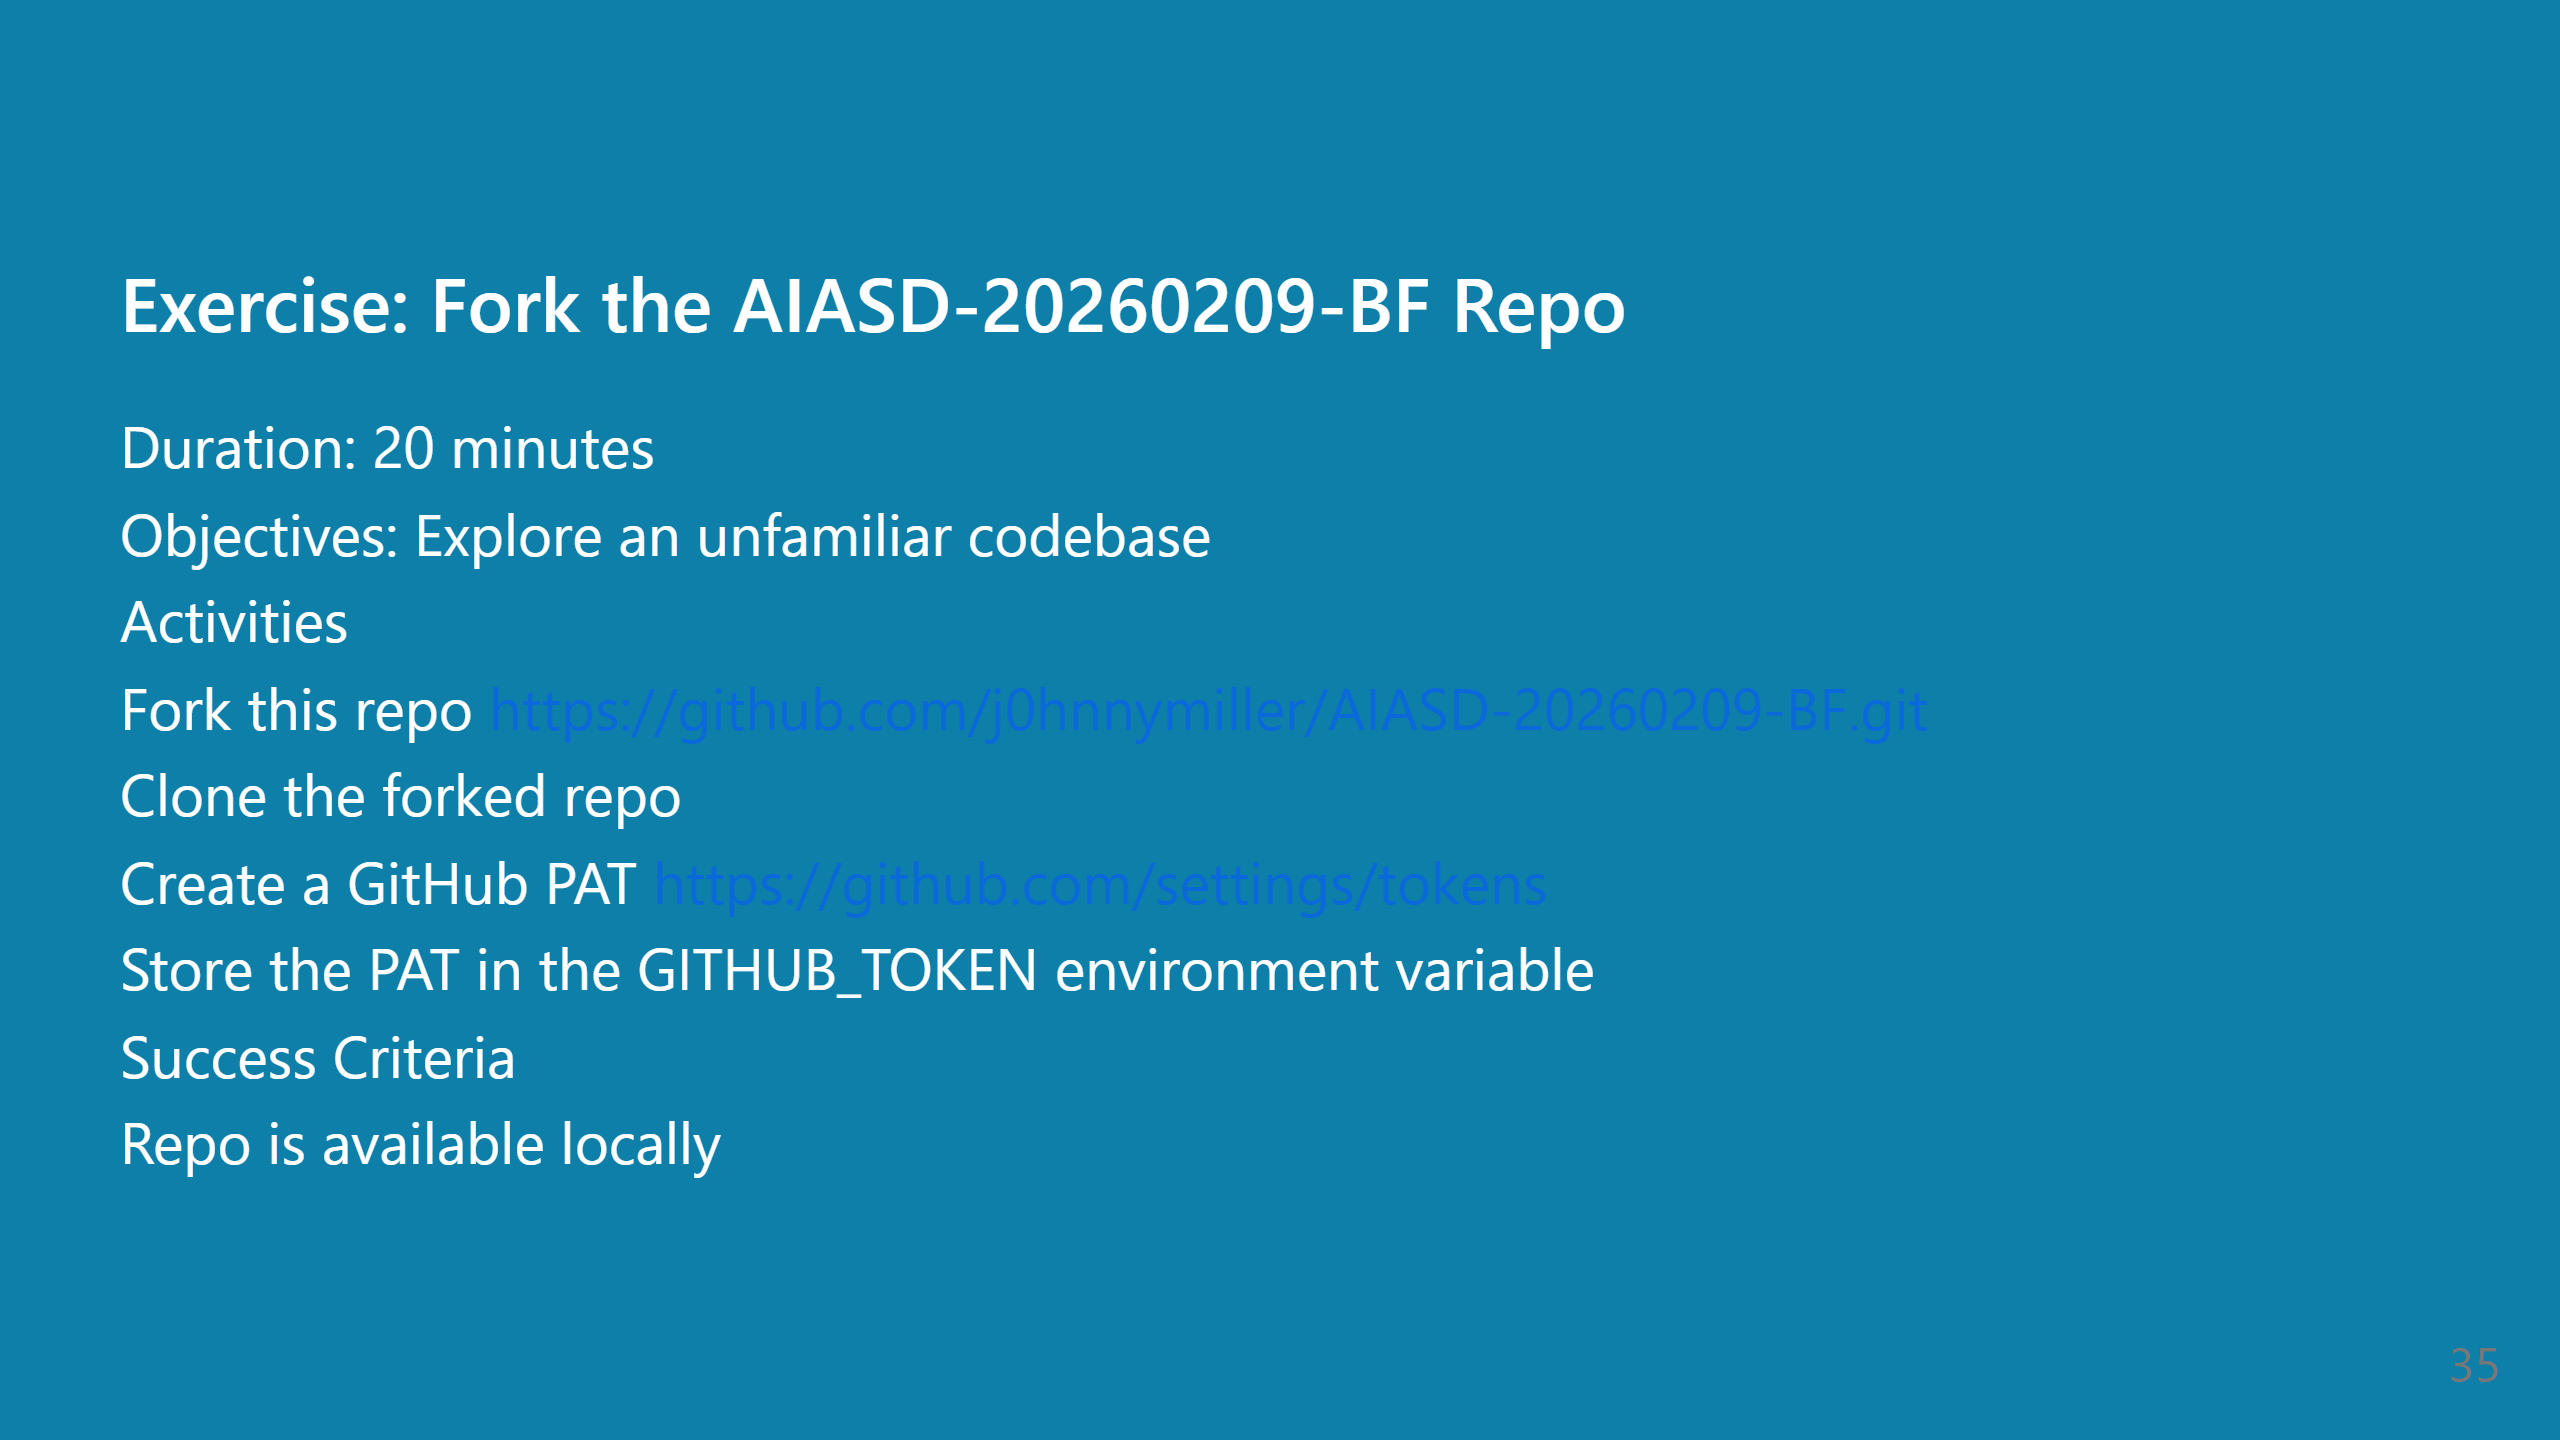 Exercise: Fork the AIASD-20260209-BF Repo
Duration: 20 minutes
Objectives: Explore an unfamiliar codebase
Activities
Fork this repo https://github.com/j0hnnymiller/AIASD-20260209-BF.git
Clone the forked repo
Create a GitHub PAT https://github.com/settings/tokens
Store the PAT in the GITHUB_TOKEN environment variable
Success Criteria
Repo is available locally
35